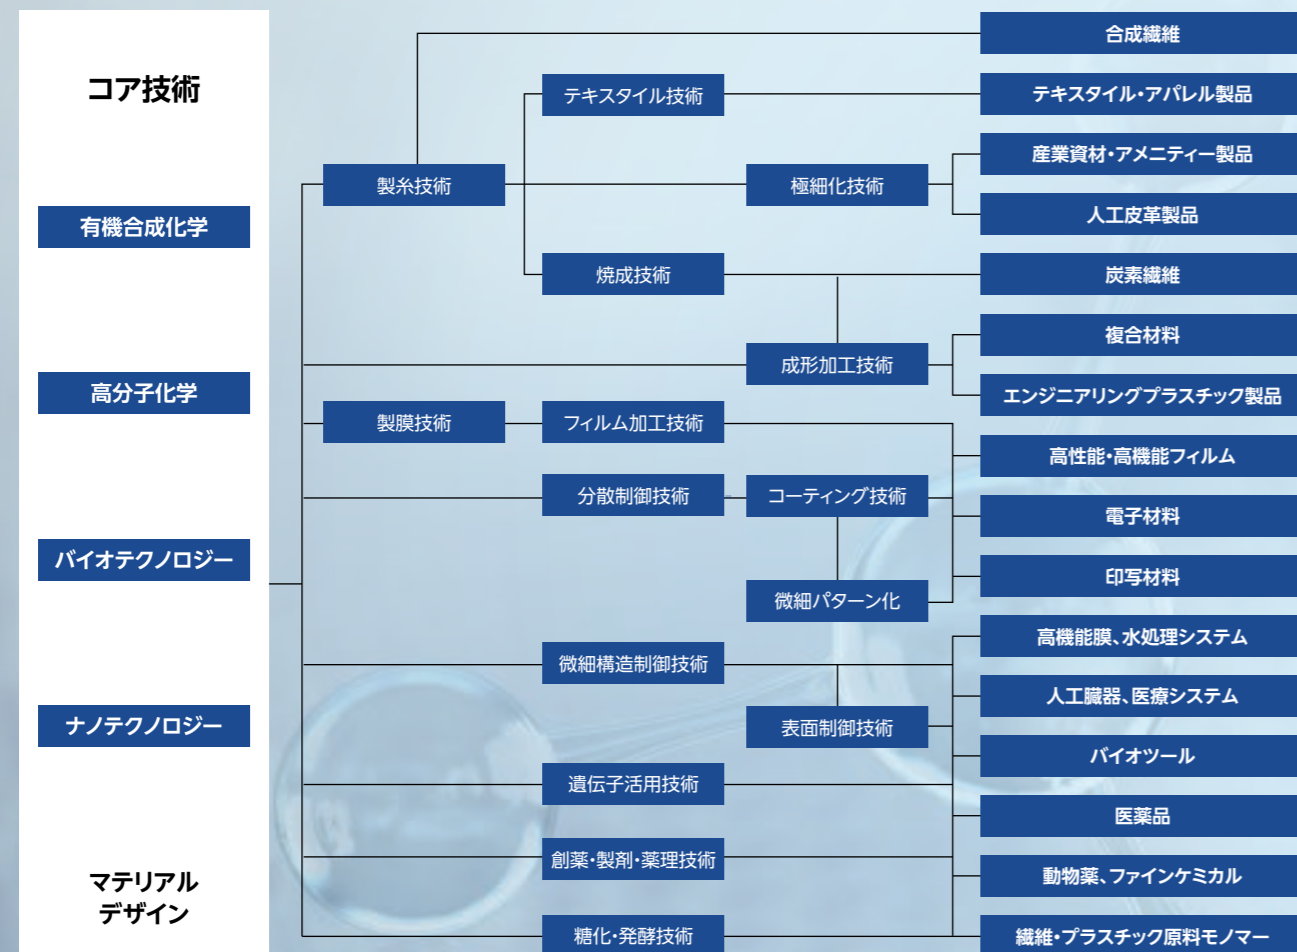 コア技術
有機合成化学
高分子化学
バイオテクノロジー
ナノテクノロジー
マテリアル
デザイン
製糸技術
製膜技術
テキスタイル技術
焼成技術
フィルム加工技術
分散制御技術
微細構造制御技術
遺伝子活用技術
創薬・製剤・薬理技術
糖化・発酵技術
極細化技術
成形加工技術
コーティング技術
微細パターン化
表面制御技術
合成繊維
テキスタイル・アパレル製品
産業資材・アメニティー製品
人工皮革製品
炭素繊維
複合材料
エンジニアリングプラスチック製品
高性能・高機能フィルム
電子材料
印写材料
高機能膜、水処理システム
人工臓器、医療システム
バイオツール
医薬品
動物薬、ファインケミカル
繊維・プラスチック原料モノマー